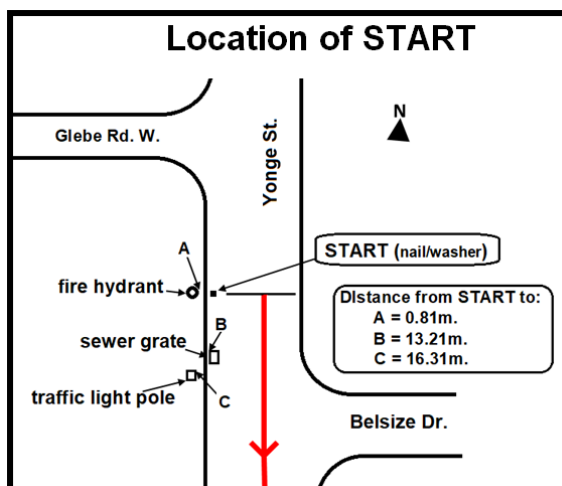 Location of START
N
Glebe Rd. W.
Yonge St.
A
START (nail/washer)
fire hydrant
Distance from START to:
A = 0.81m.
B = 13.21m.
C = 16.31m.
B
sewer grate
traffic light pole
C
Belsize Dr.